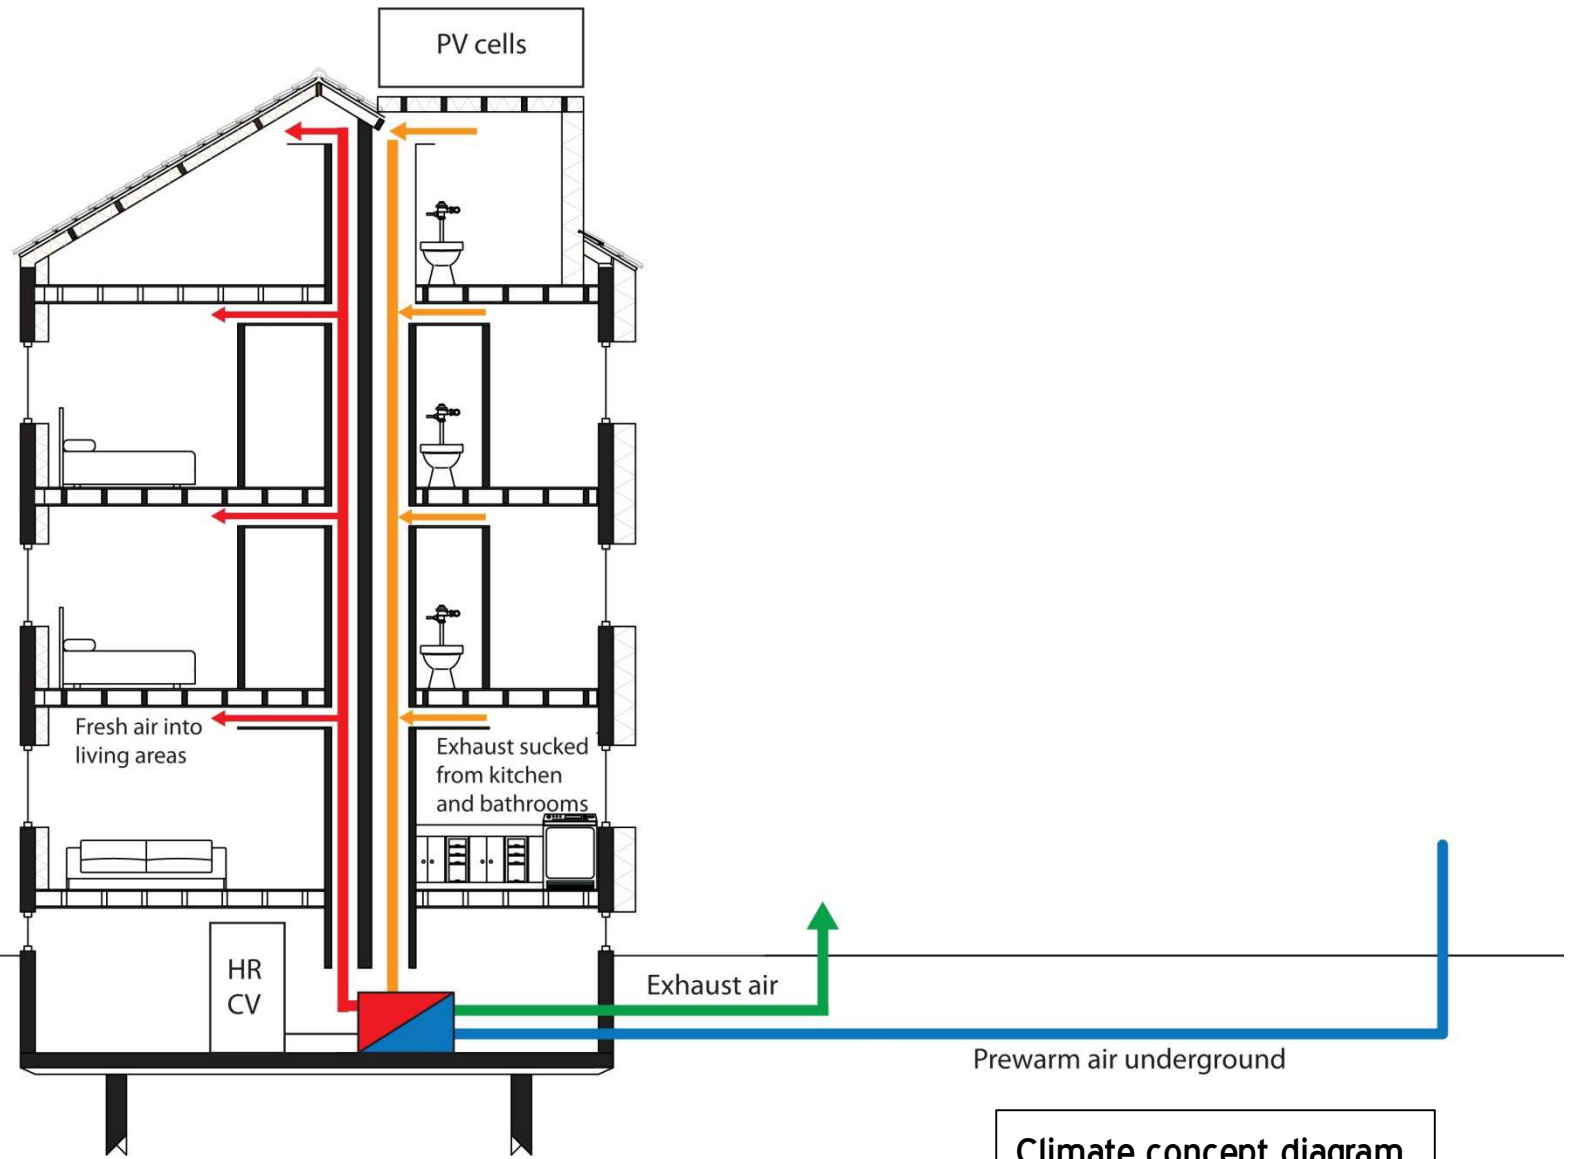 PV cells
Fresh air into
living areas
Exhaust sucked
from kitchen
and bathrooms
HR
CV
Exhaust air
Prewarm air underground
Climate concept diagram